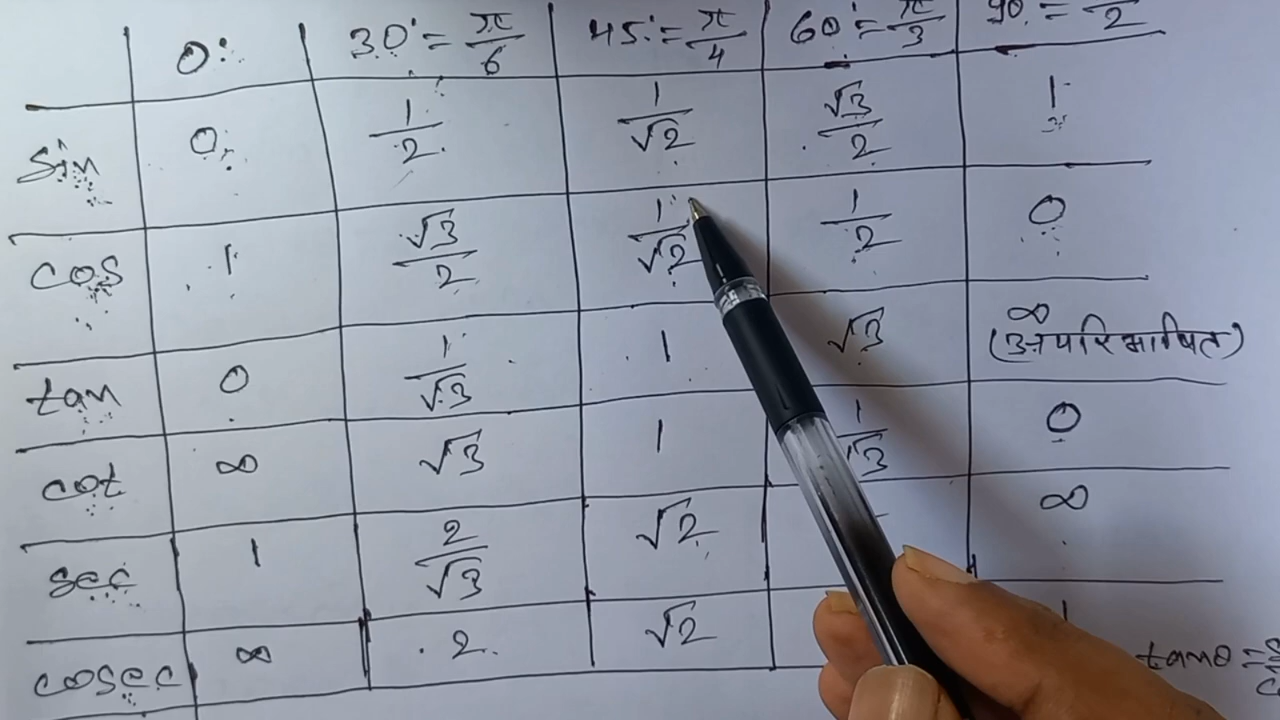 0° 30° = π/6 45° = π/4 60° = π/3 90° = π/2
sin 0 1/2 1/√2 √3/2 1
cos 1 √3/2 1/√2 1/2 0
tan 0 1/√3 1 √3 ∞ (अपरिभाषित)
cot ∞ √3 1 1/√3 0
sec 1 2/√3 √2 ∞
cosec ∞ 2 √2 1
tanθ =